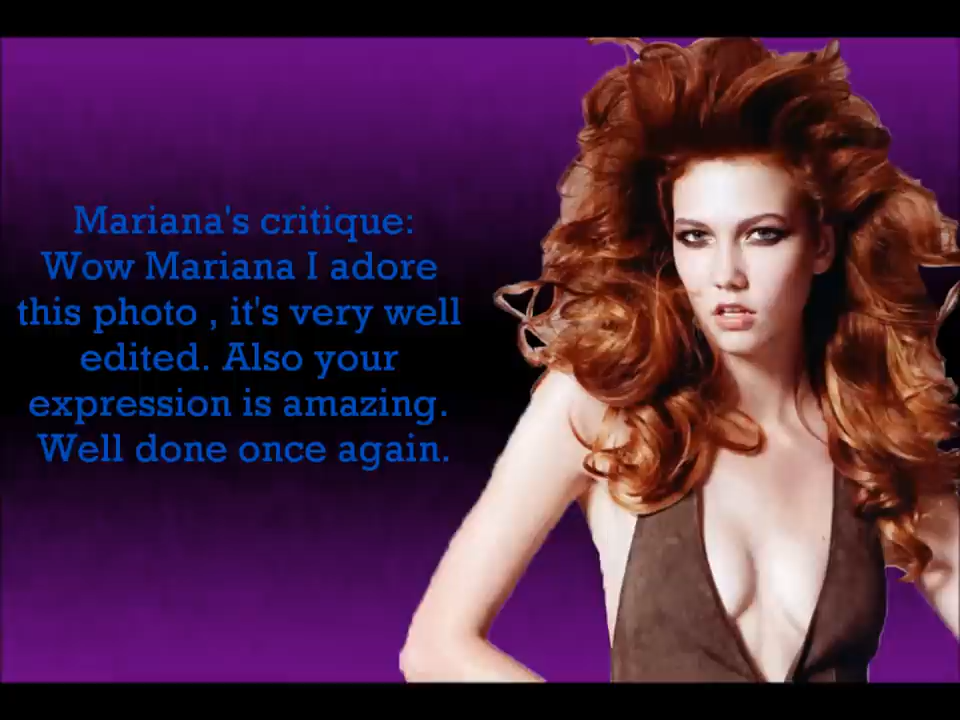 Mariana's critique:
Wow Mariana I adore
this photo , it's very well
edited. Also your
expression is amazing.
Well done once again.